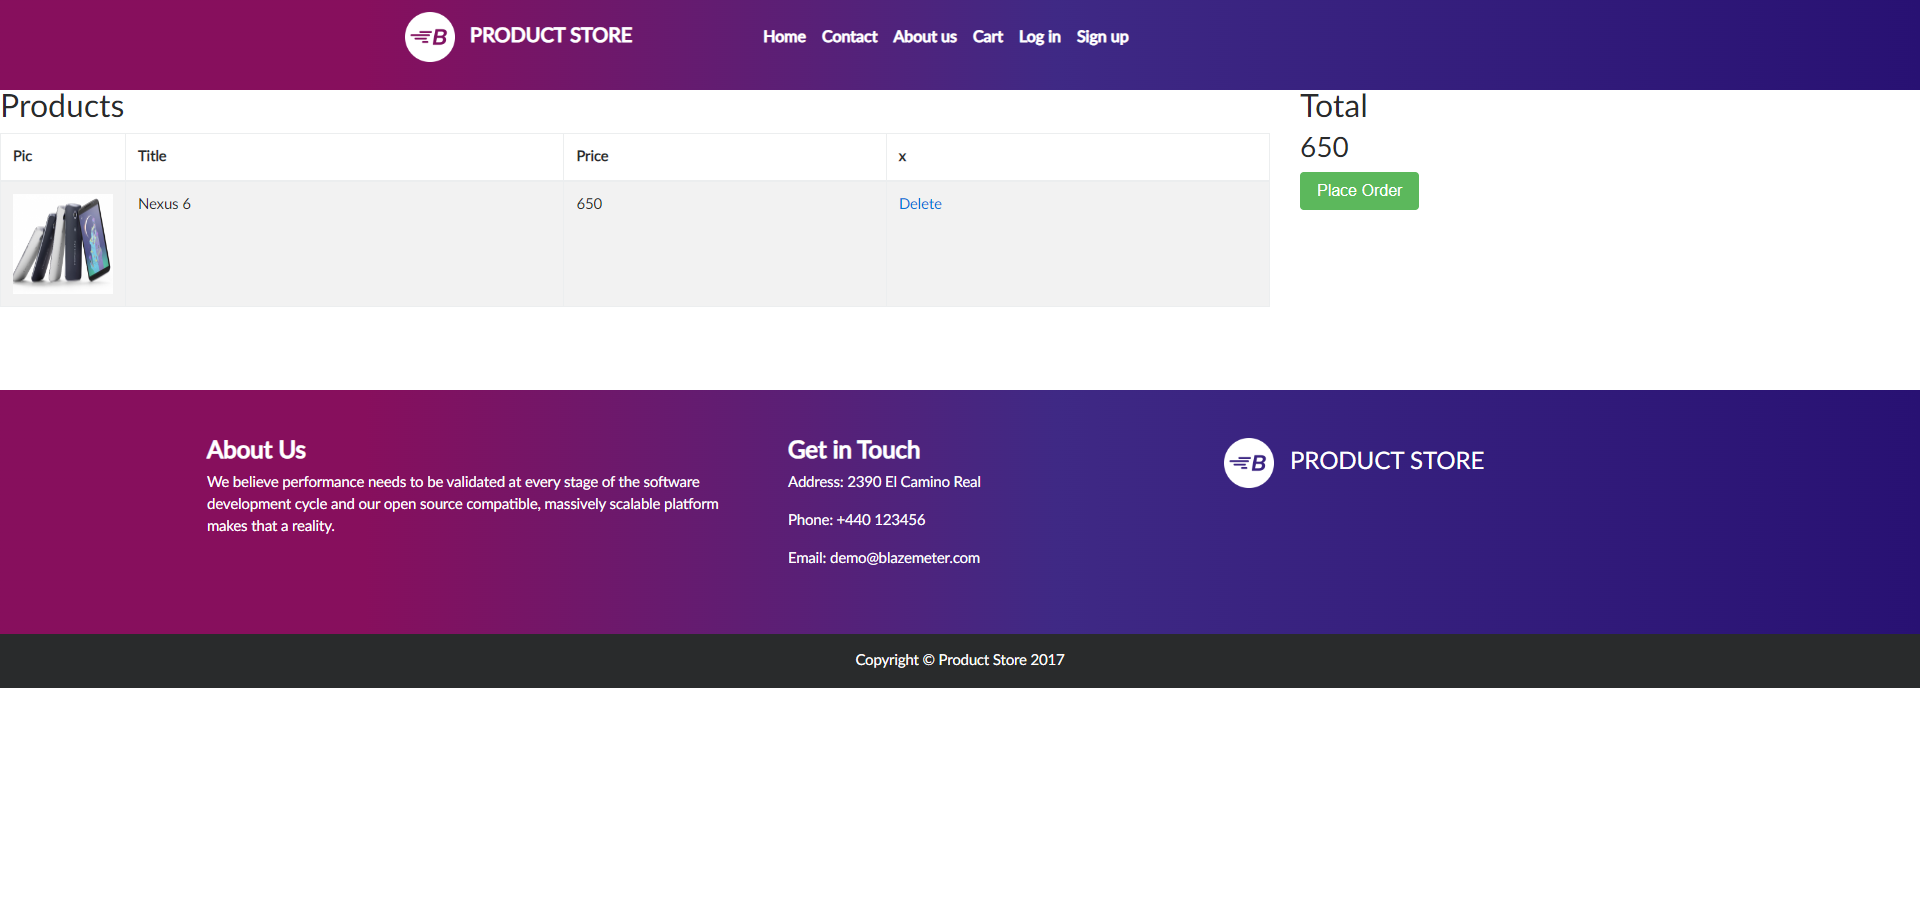 B PRODUCT STORE
Home Contact About us Cart Log in Sign up
Products
Pic Title Price x
Nexus 6 650 Delete
Total
650
Place Order
About Us
We believe performance needs to be validated at every stage of the software
development cycle and our open source compatible, massively scalable platform
makes that a reality.
Get in Touch
Address: 2390 El Camino Real
Phone: +440 123456
Email: demo@blazemeter.com
B PRODUCT STORE
Copyright © Product Store 2017